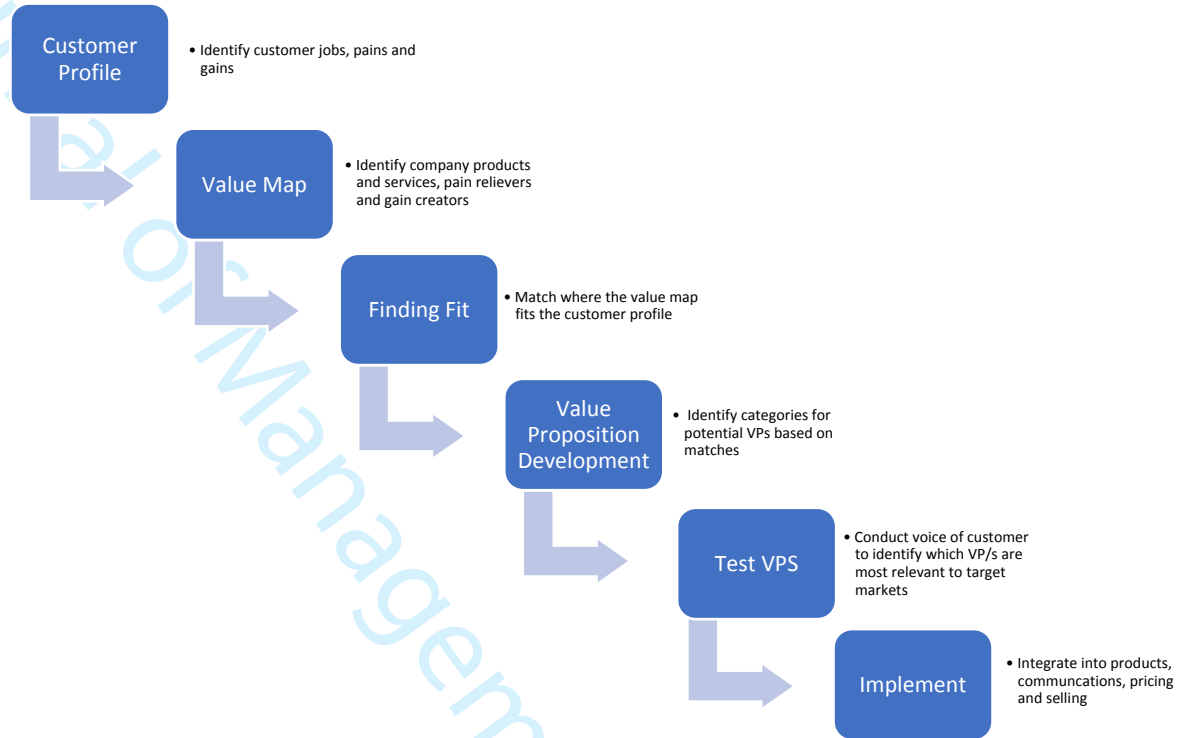 Customer
Profile
• Identify customer jobs, pains and
gains
Value Map
• Identify company products
and services, pain relievers
and gain creators
Finding Fit
• Match where the value map
fits the customer profile
Value
Proposition
Development
• Identify categories for
potential VPs based on
matches
Test VPS
• Conduct voice of customer
to identify which VP/s are
most relevant to target
markets
Implement
• Integrate into products,
communcations, pricing
and selling
al of Managem